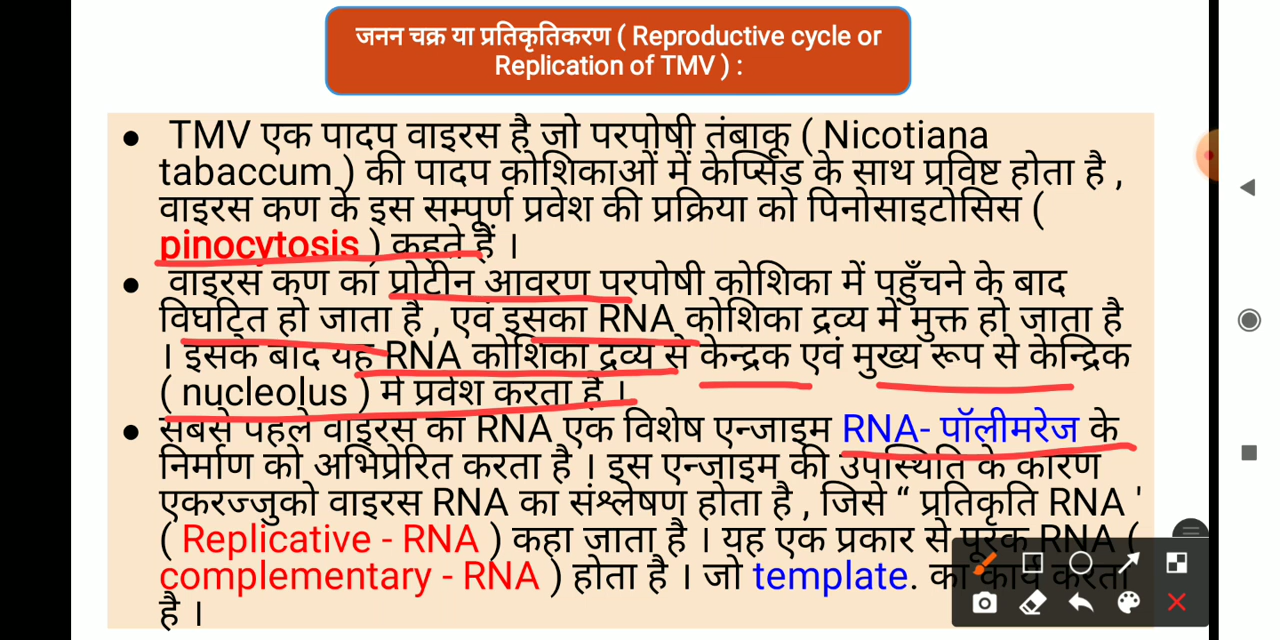 जनन चक्र या प्रतिकृतिकरण ( Reproductive cycle or
Replication of TMV ) :
● TMV एक पादप वाइरस है जो परपोषी तंबाकू ( Nicotiana
tabaccum ) की पादप कोशिकाओं में केप्सिड के साथ प्रविष्ट होता है ,
वाइरस कण के इस सम्पूर्ण प्रवेश की प्रक्रिया को पिनोसाइटोसिस (
pinocytosis ) कहते हैं ।
● वाइरस कण का प्रोटीन आवरण परपोषी कोशिका में पहुँचने के बाद
विघटित हो जाता है , एवं इसका RNA कोशिका द्रव्य में मुक्त हो जाता है
। इसके बाद यह RNA कोशिका द्रव्य से केन्द्रक एवं मुख्य रूप से केन्द्रिक
( nucleolus ) में प्रवेश करता है ।
● सबसे पहले वाइरस का RNA एक विशेष एन्जाइम RNA- पॉलीमरेज के
निर्माण को अभिप्रेरित करता है । इस एन्जाइम की उपस्थिति के कारण
एकरज्जुको वाइरस RNA का संश्लेषण होता है , जिसे “ प्रतिकृति RNA '
( Replicative - RNA ) कहा जाता है । यह एक प्रकार से पूरक RNA (
complementary - RNA ) होता है । जो template. का कार्य करता
है ।